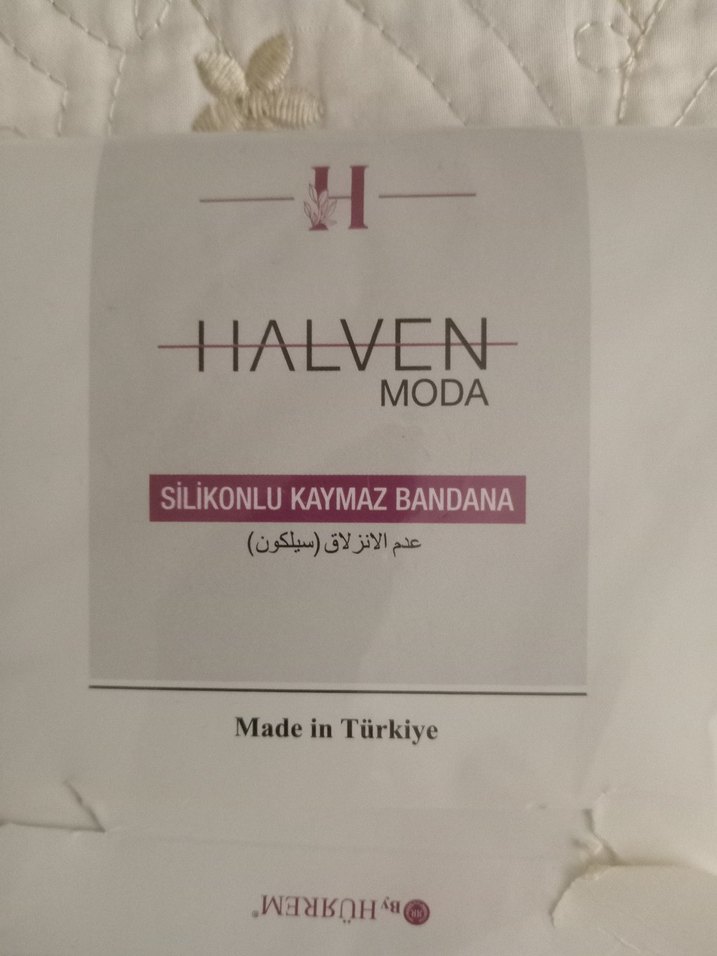 H
HALVEN
MODA
SİLİKONLU KAYMAZ BANDANA
عدم الانزلاق (سيلكون)
Made in Türkiye
By HÜRREM®